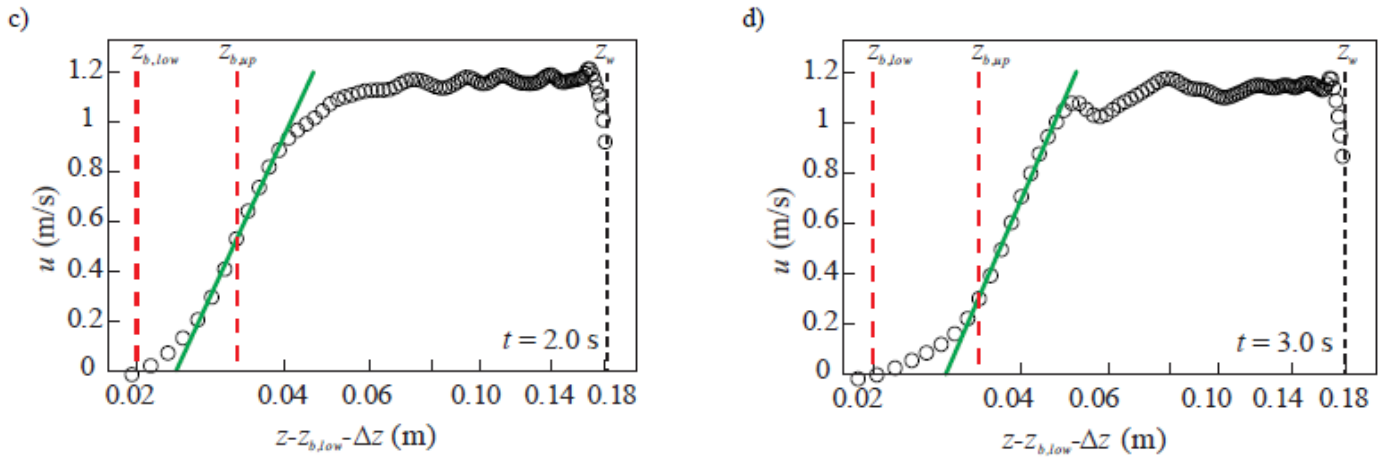 c)
z_b,low z_b,up z_w
1.2
1
0.8
0.6
0.4
0.2
0
u (m/s)
t = 2.0 s
0.02 0.04 0.06 0.10 0.14 0.18
z-z_b,low-Δz (m)
d)
z_b,low z_b,up z_w
1.2
1
0.8
0.6
0.4
0.2
0
u (m/s)
t = 3.0 s
0.02 0.04 0.06 0.10 0.14 0.18
z-z_b,low-Δz (m)